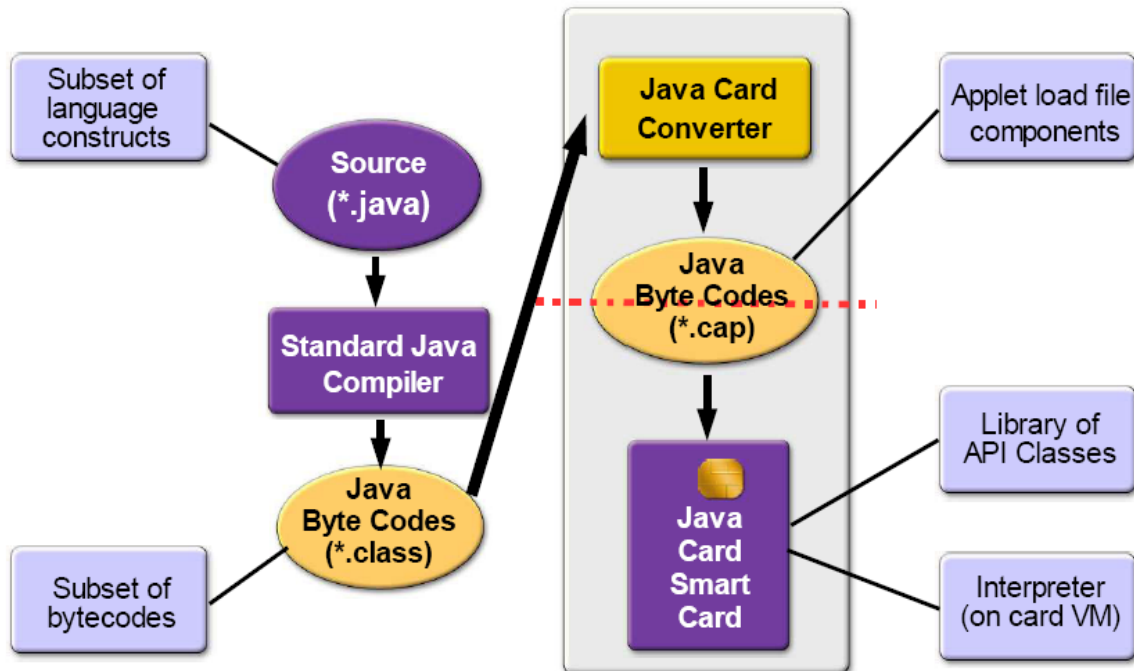 Subset of
language
constructs
Source
(*.java)
Standard Java
Compiler
Java
Byte Codes
(*.class)
Subset of
bytecodes
Java Card
Converter
Java
Byte Codes
(*.cap)
Java
Card
Smart
Card
Applet load file
components
Library of
API Classes
Interpreter
(on card VM)